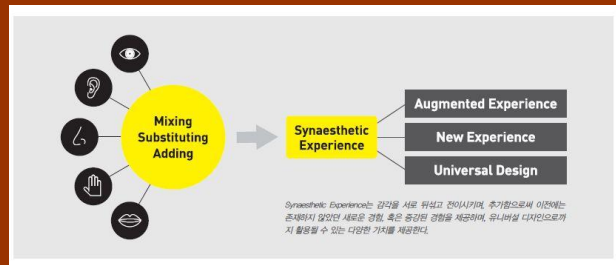 Mixing
Substituting
Adding
Synaesthetic
Experience
Augmented Experience
New Experience
Universal Design
Synaesthetic Experience는 감각을 서로 뒤섞고 전이시키며, 추가함으로써 이전에는
존재하지 않았던 새로운 경험, 혹은 증강된 경험을 제공하며, 유니버설 디자인으로까
지 활용될 수 있는 다양한 가치를 제공한다.